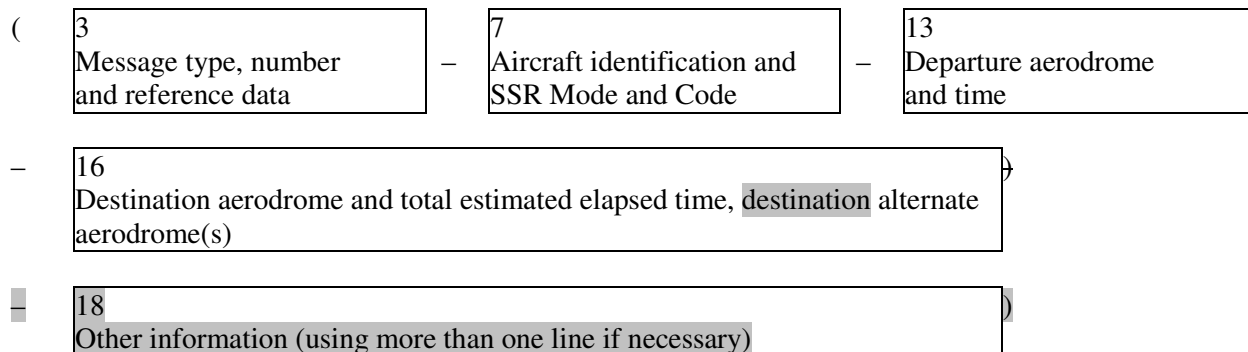 ( 3 7 13
Message type, number – Aircraft identification and – Departure aerodrome
and reference data SSR Mode and Code and time
– 16 )
Destination aerodrome and total estimated elapsed time, destination alternate
aerodrome(s)
– 18 )
Other information (using more than one line if necessary)